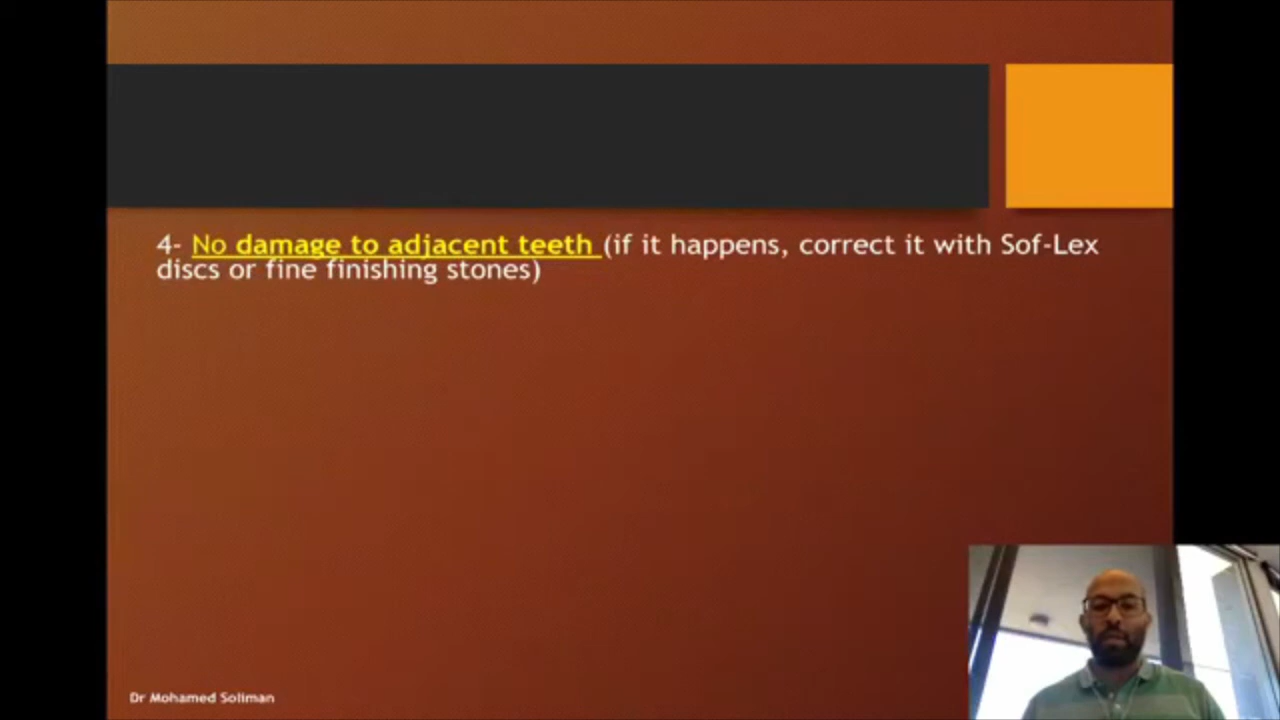 4- No damage to adjacent teeth (if it happens, correct it with Sof-Lex
discs or fine finishing stones)
Dr Mohamed Soliman